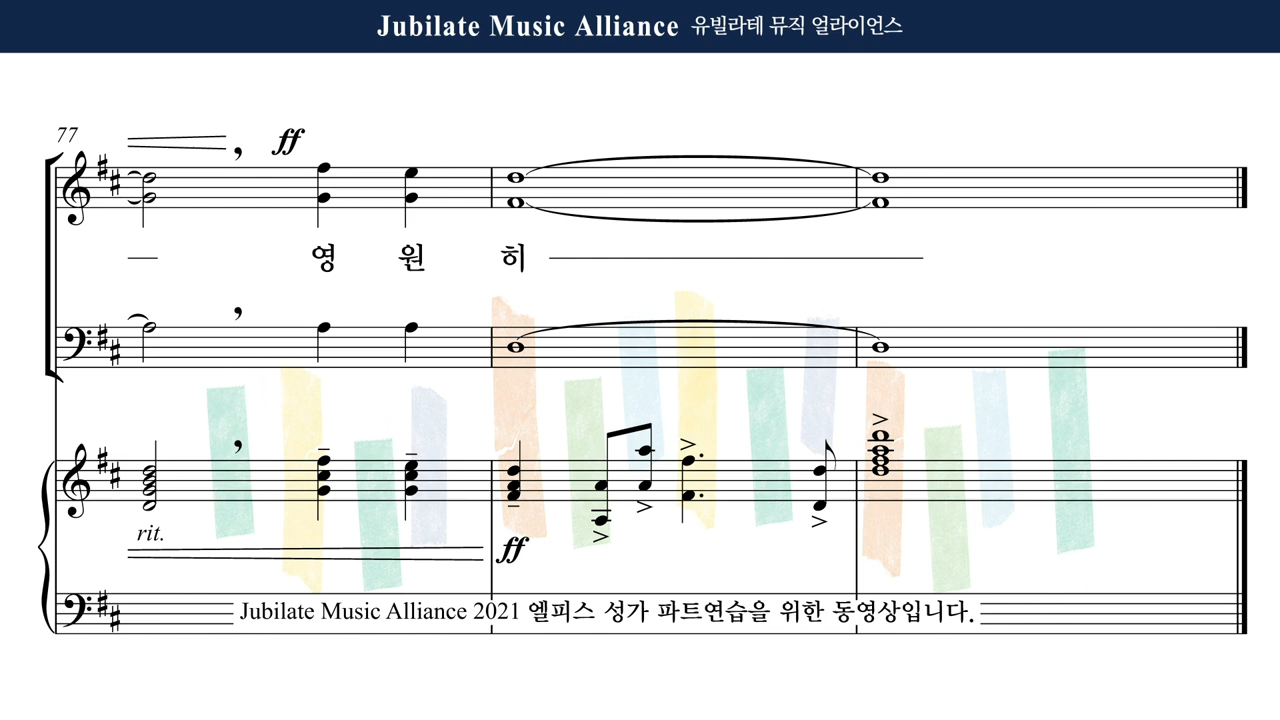 Jubilate Music Alliance 유빌라테 뮤직 얼라이언스
77
ff
영 원 히
rit.
ff
Jubilate Music Alliance 2021 엘피스 성가 파트연습을 위한 동영상입니다.